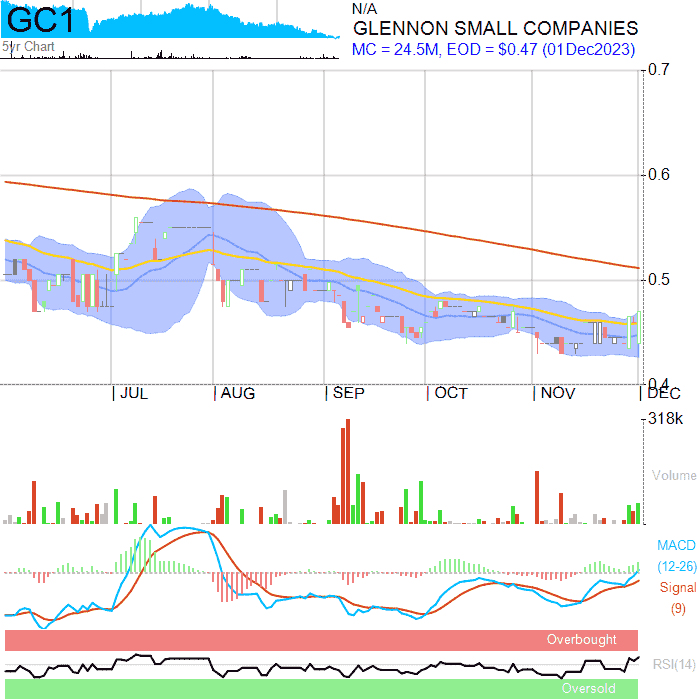 GC1
5yr Chart
N/A
GLENNON SMALL COMPANIES
MC = 24.5M, EOD = $0.47 (01Dec2023)
0.7
0.6
0.5
0.4
JUL AUG SEP OCT NOV DEC
318k
Volume
MACD
(12-26)
Signal
(9)
Overbought
RSI(14)
Oversold